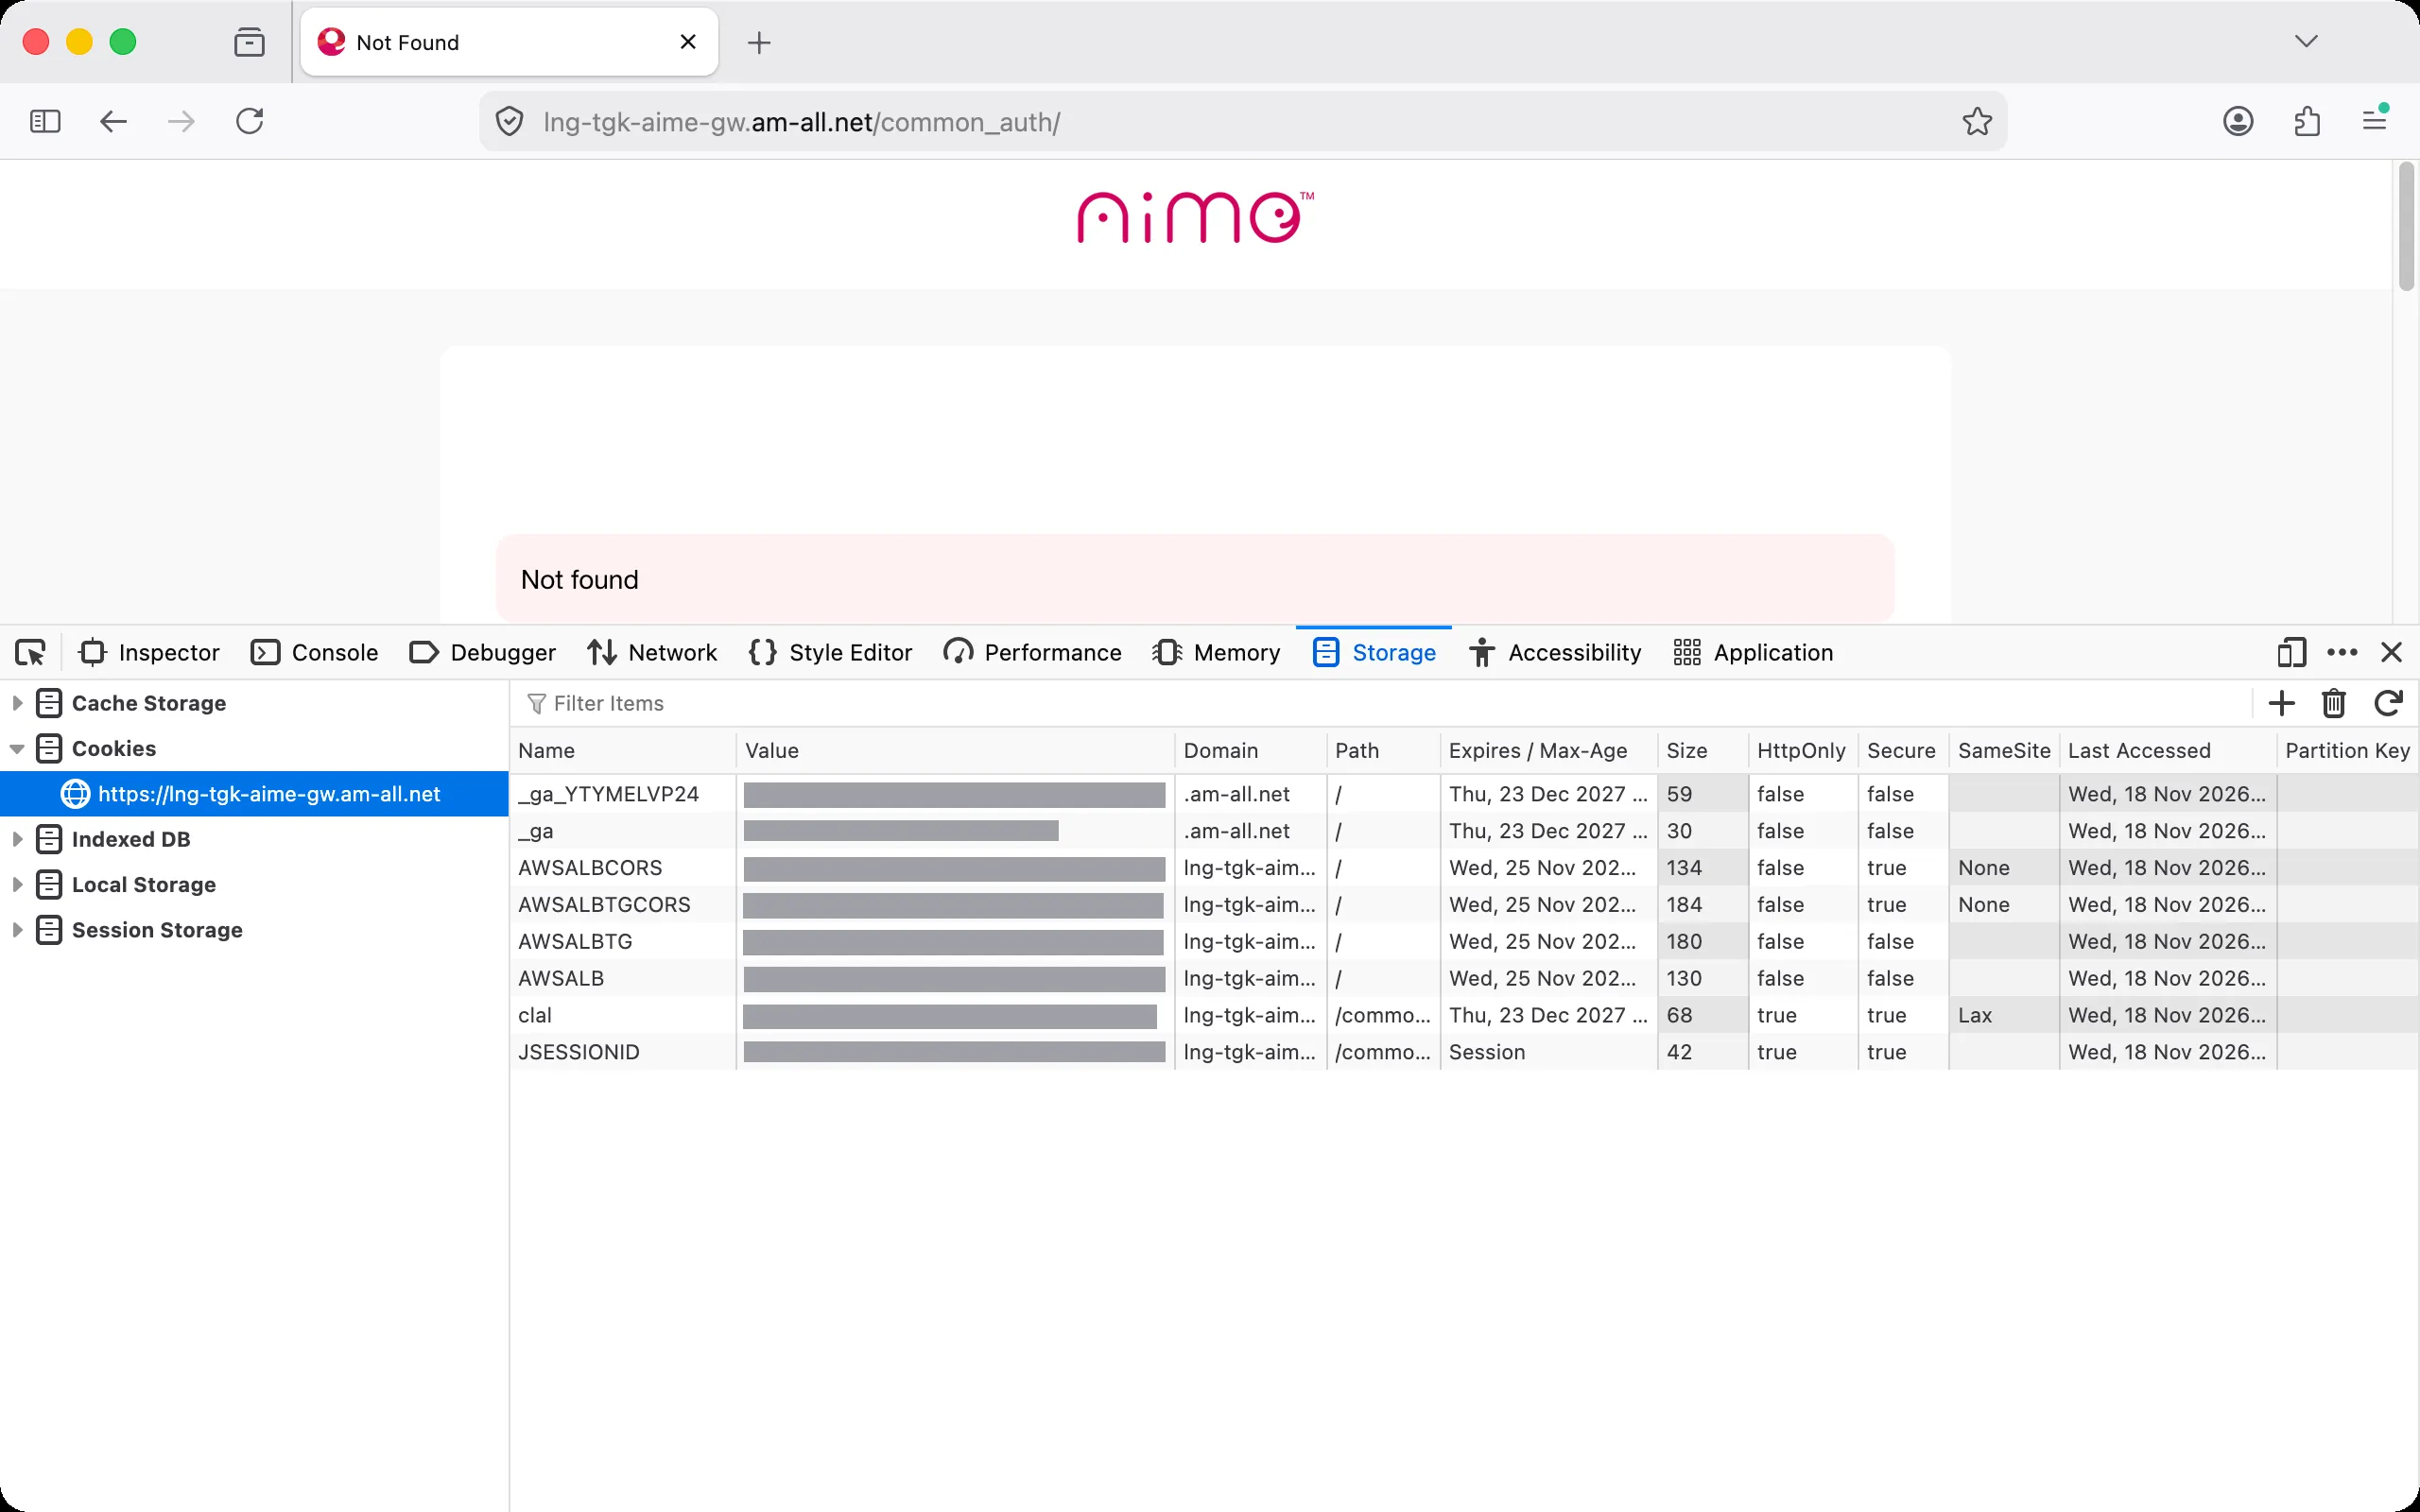 Not Found
lng-tgk-aime-gw.am-all.net/common_auth/
aime™
Not found
Inspector Console Debugger Network Style Editor Performance Memory Storage Accessibility Application
Cache Storage
Cookies
https://lng-tgk-aime-gw.am-all.net
Indexed DB
Local Storage
Session Storage
Filter Items
Name Value Domain Path Expires / Max-Age Size HttpOnly Secure SameSite Last Accessed Partition Key
_ga_YTYMELVP24 .am-all.net / Thu, 23 Dec 2027 ... 59 false false Wed, 18 Nov 2026...
_ga .am-all.net / Thu, 23 Dec 2027 ... 30 false false Wed, 18 Nov 2026...
AWSALBCORS lng-tgk-aim... / Wed, 25 Nov 202... 134 false true None Wed, 18 Nov 2026...
AWSALBTGCORS lng-tgk-aim... / Wed, 25 Nov 202... 184 false true None Wed, 18 Nov 2026...
AWSALBTG lng-tgk-aim... / Wed, 25 Nov 202... 180 false false Wed, 18 Nov 2026...
AWSALB lng-tgk-aim... / Wed, 25 Nov 202... 130 false false Wed, 18 Nov 2026...
clal lng-tgk-aim... /commo... Thu, 23 Dec 2027 ... 68 true true Lax Wed, 18 Nov 2026...
JSESSIONID lng-tgk-aim... /commo... Session 42 true true Wed, 18 Nov 2026...